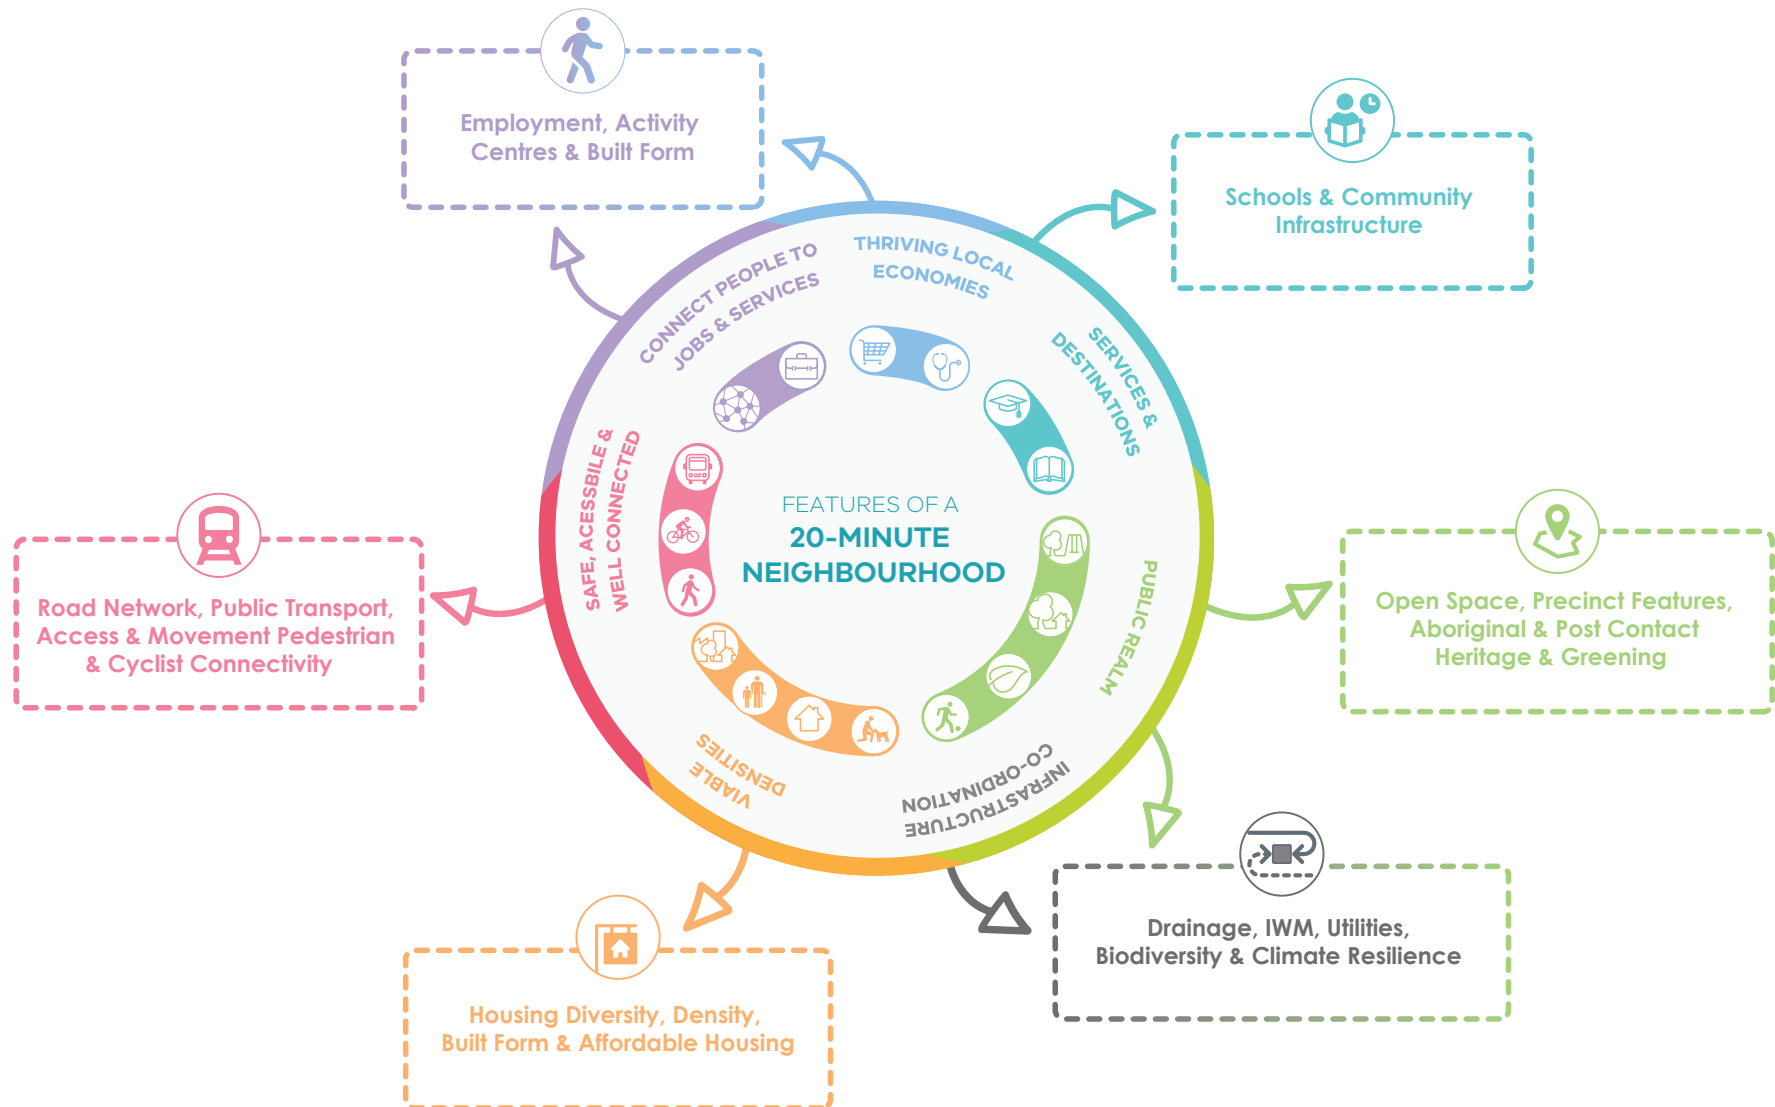 Employment, Activity
Centres & Built Form
Schools & Community
Infrastructure
CONNECT PEOPLE TO
JOBS & SERVICES
THRIVING LOCAL
ECONOMIES
SERVICES &
DESTINATIONS
SAFE, ACESSBILE &
WELL CONNECTED
FEATURES OF A
20-MINUTE
NEIGHBOURHOOD
PUBLIC REALM
Road Network, Public Transport,
Access & Movement Pedestrian
& Cyclist Connectivity
Open Space, Precinct Features,
Aboriginal & Post Contact
Heritage & Greening
VIABLE
DENSITIES
INFRASTRUCTURE
CO-ORDINATION
Drainage, IWM, Utilities,
Biodiversity & Climate Resilience
Housing Diversity, Density,
Built Form & Affordable Housing